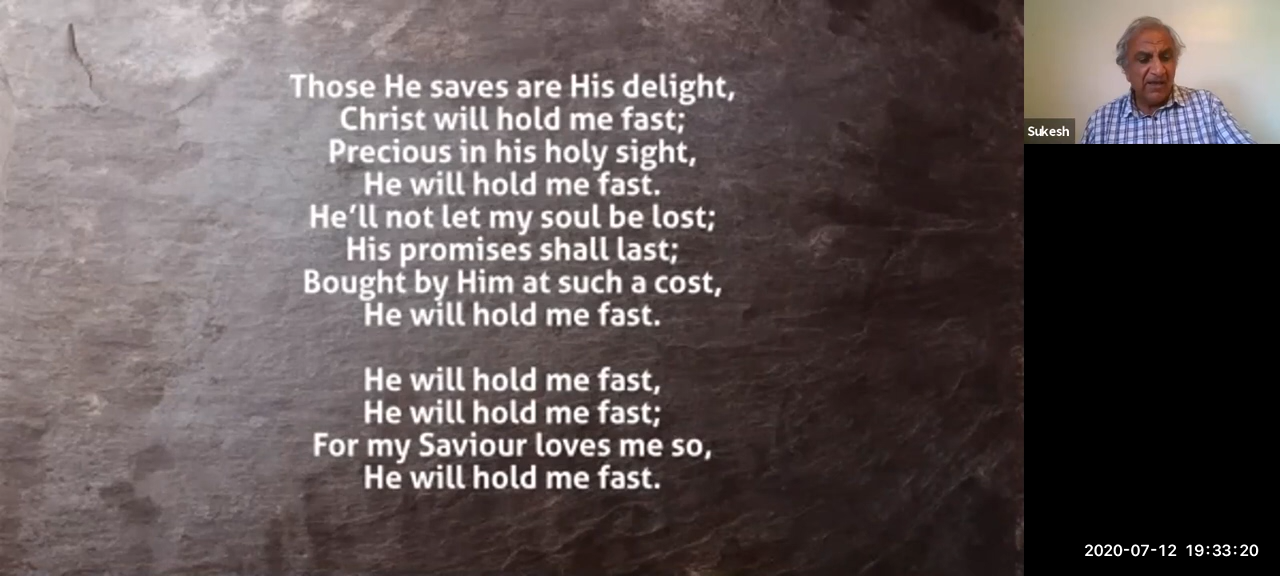 Those He saves are His delight,
Christ will hold me fast;
Precious in his holy sight,
He will hold me fast.
He’ll not let my soul be lost;
His promises shall last;
Bought by Him at such a cost,
He will hold me fast.
He will hold me fast,
He will hold me fast;
For my Saviour loves me so,
He will hold me fast.
Sukesh
2020-07-12 19:33:20